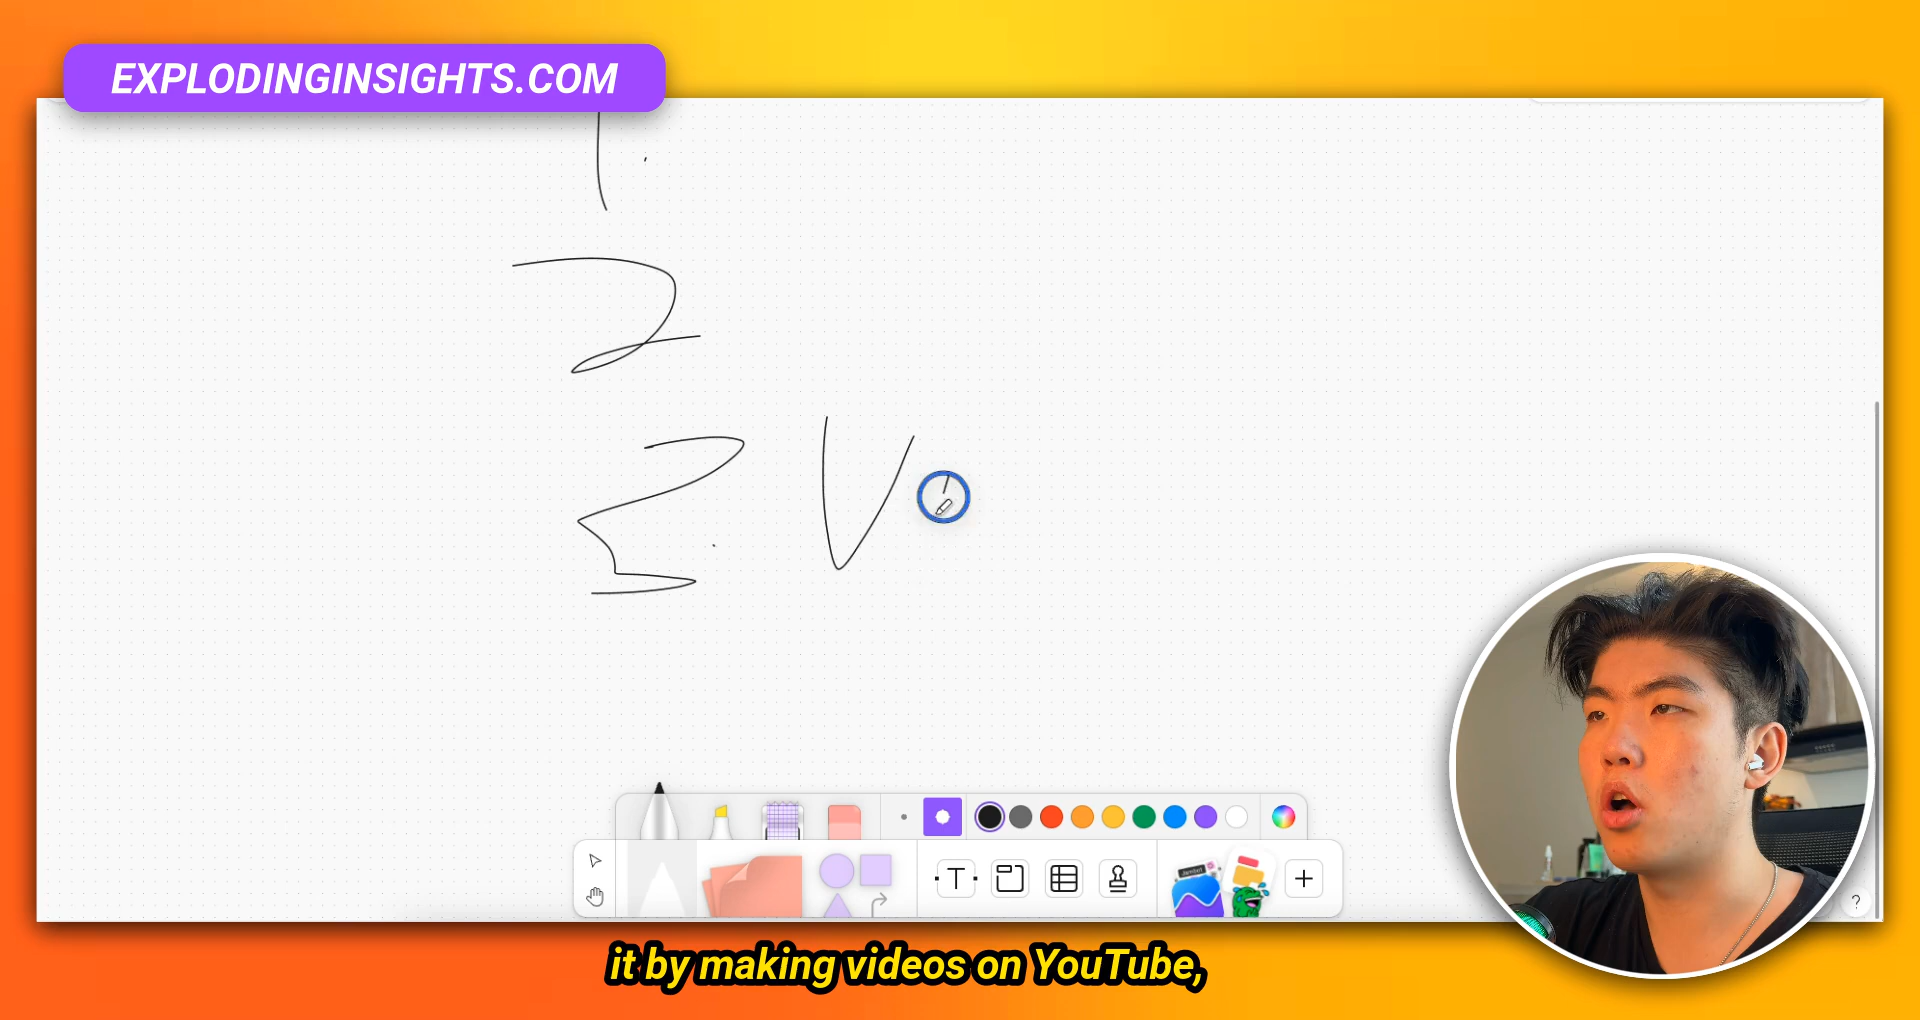 EXPLODINGINSIGHTS.COM
1.
2
3. V
T
?
it by making videos on YouTube,